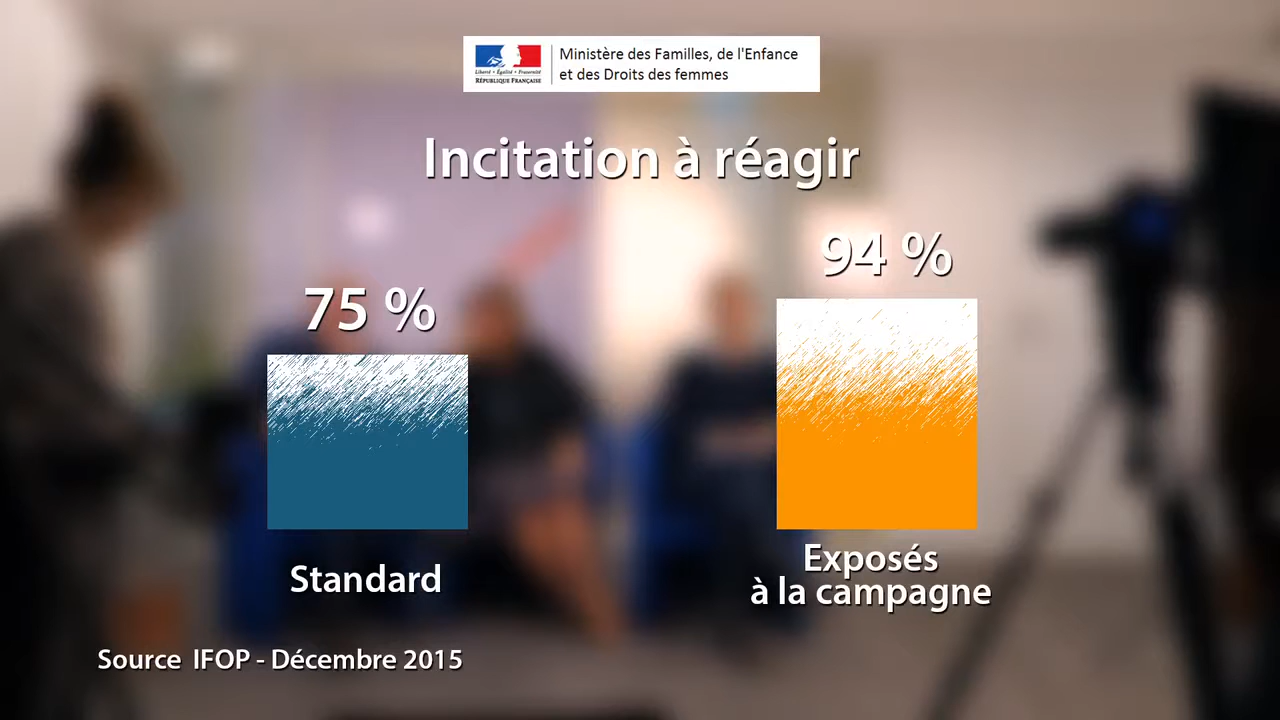 Ministère des Familles, de l'Enfance
et des Droits des femmes
Liberté • Égalité • Fraternité
RÉPUBLIQUE FRANÇAISE
Incitation à réagir
94 %
75 %
Standard
Exposés
à la campagne
Source IFOP - Décembre 2015